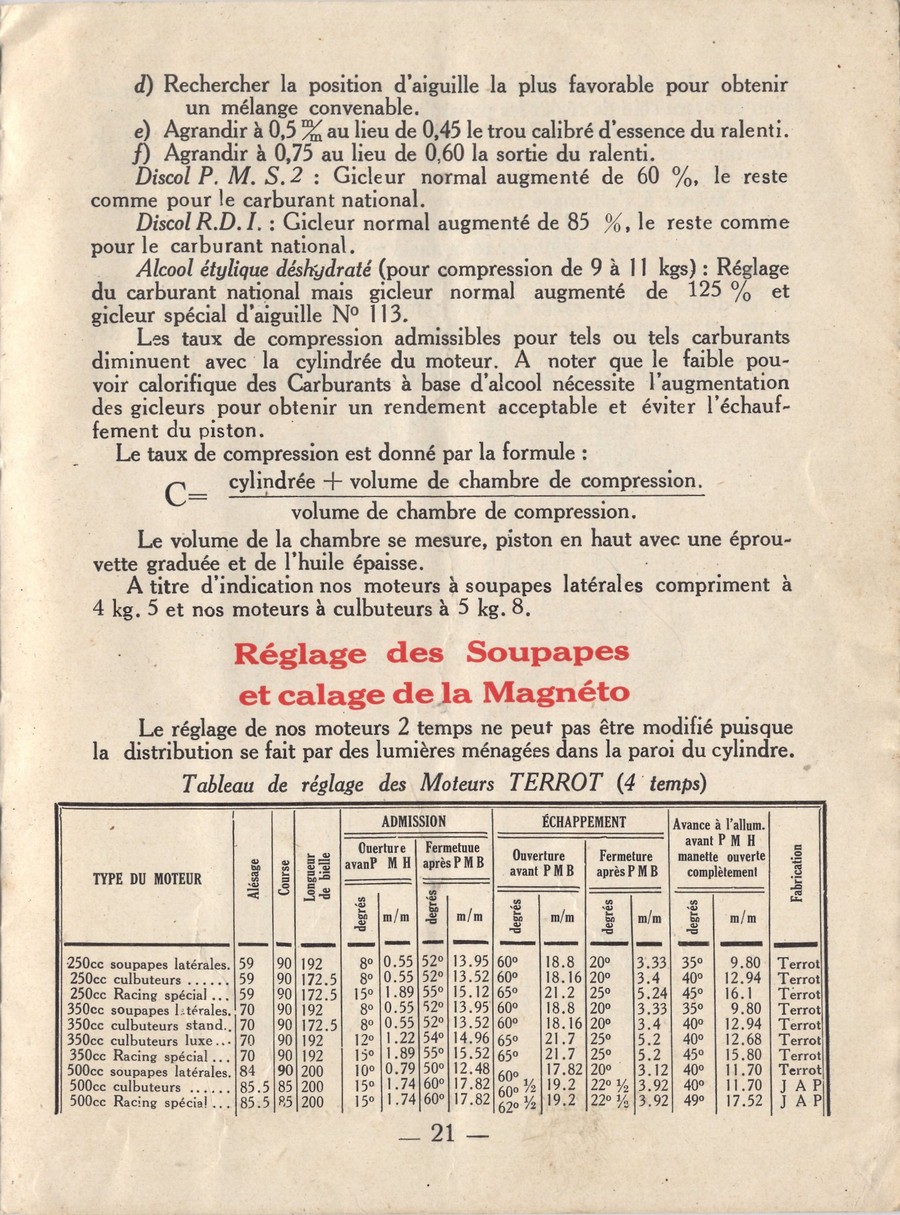 d) Rechercher la position d'aiguille la plus favorable pour obtenir
un mélange convenable.
e) Agrandir à 0,5 m/m au lieu de 0,45 le trou calibré d'essence du ralenti.
f) Agrandir à 0,75 au lieu de 0,60 la sortie du ralenti.
Discol P. M. S. 2 : Gicleur normal augmenté de 60 %, le reste
comme pour le carburant national.
Discol R. D. I. : Gicleur normal augmenté de 85 %, le reste comme
pour le carburant national.
Alcool étylique déshydraté (pour compression de 9 à 11 kgs) : Réglage
du carburant national mais gicleur normal augmenté de 125 % et
gicleur spécial d'aiguille Nº 113.
Les taux de compression admissibles pour tels ou tels carburants
diminuent avec la cylindrée du moteur. A noter que le faible pou-
voir calorifique des Carburants à base d'alcool nécessite l'augmentation
des gicleurs pour obtenir un rendement acceptable et éviter l'échauf-
fement du piston.
Le taux de compression est donné par la formule :
C= cylindrée + volume de chambre de compression.
volume de chambre de compression.
Le volume de la chambre se mesure, piston en haut avec une éprou-
vette graduée et de l'huile épaisse.
A titre d'indication nos moteurs à soupapes latérales compriment à
4 kg. 5 et nos moteurs à culbuteurs à 5 kg. 8.
Réglage des Soupapes
et calage de la Magnéto
Le réglage de nos moteurs 2 temps ne peut pas être modifié puisque
la distribution se fait par des lumières ménagées dans la paroi du cylindre.
Tableau de réglage des Moteurs TERROT (4 temps)
TYPE DU MOTEUR
Alésage
Course
Longueur de bielle
ADMISSION
Ouerture avanP M H
Fermetuue après P M B
ÉCHAPPEMENT
Ouverture avant P M B
Fermeture après P M B
Avance à l'allum. avant P M H manette ouverte complètement
Fabrication
degrés m/m degrés m/m degrés m/m degrés m/m degrés m/m
250cc soupapes latérales. 59 90 192 8º 0.55 52º 13.95 60º 18.8 20º 3.33 35º 9.80 Terrot
250cc culbuteurs ...... 59 90 172.5 8º 0.55 52º 13.52 60º 18.16 20º 3.4 40º 12.94 Terrot
250cc Racing spécial ... 59 90 172.5 15º 1.89 55º 15.12 65º 21.2 25º 5.24 45º 16.1 Terrot
350cc soupapes latérales. 70 90 192 8º 0.55 52º 13.95 60º 18.8 20º 3.33 35º 9.80 Terrot
350cc culbuteurs stand.. 70 90 172.5 8º 0.55 52º 13.52 60º 18.16 20º 3.4 40º 12.94 Terrot
350cc culbuteurs luxe... 70 90 192 12º 1.22 54º 14.96 65º 21.7 25º 5.2 40º 12.68 Terrot
350cc Racing spécial ... 70 90 192 15º 1.89 55º 15.52 65º 21.7 25º 5.2 45º 15.80 Terrot
500cc soupapes latérales. 84 90 200 10º 0.79 50º 12.48 60º 17.82 20º 3.12 40º 11.70 Terrot
500cc culbuteurs ...... 85.5 85 200 15º 1.74 60º 17.82 60º ½ 19.2 22º ½ 3.92 40º 11.70 J A P
500cc Racing spécial ... 85.5 85 200 15º 1.74 60º 17.82 62º ½ 19.2 22º ½ 3.92 49º 17.52 J A P
— 21 —